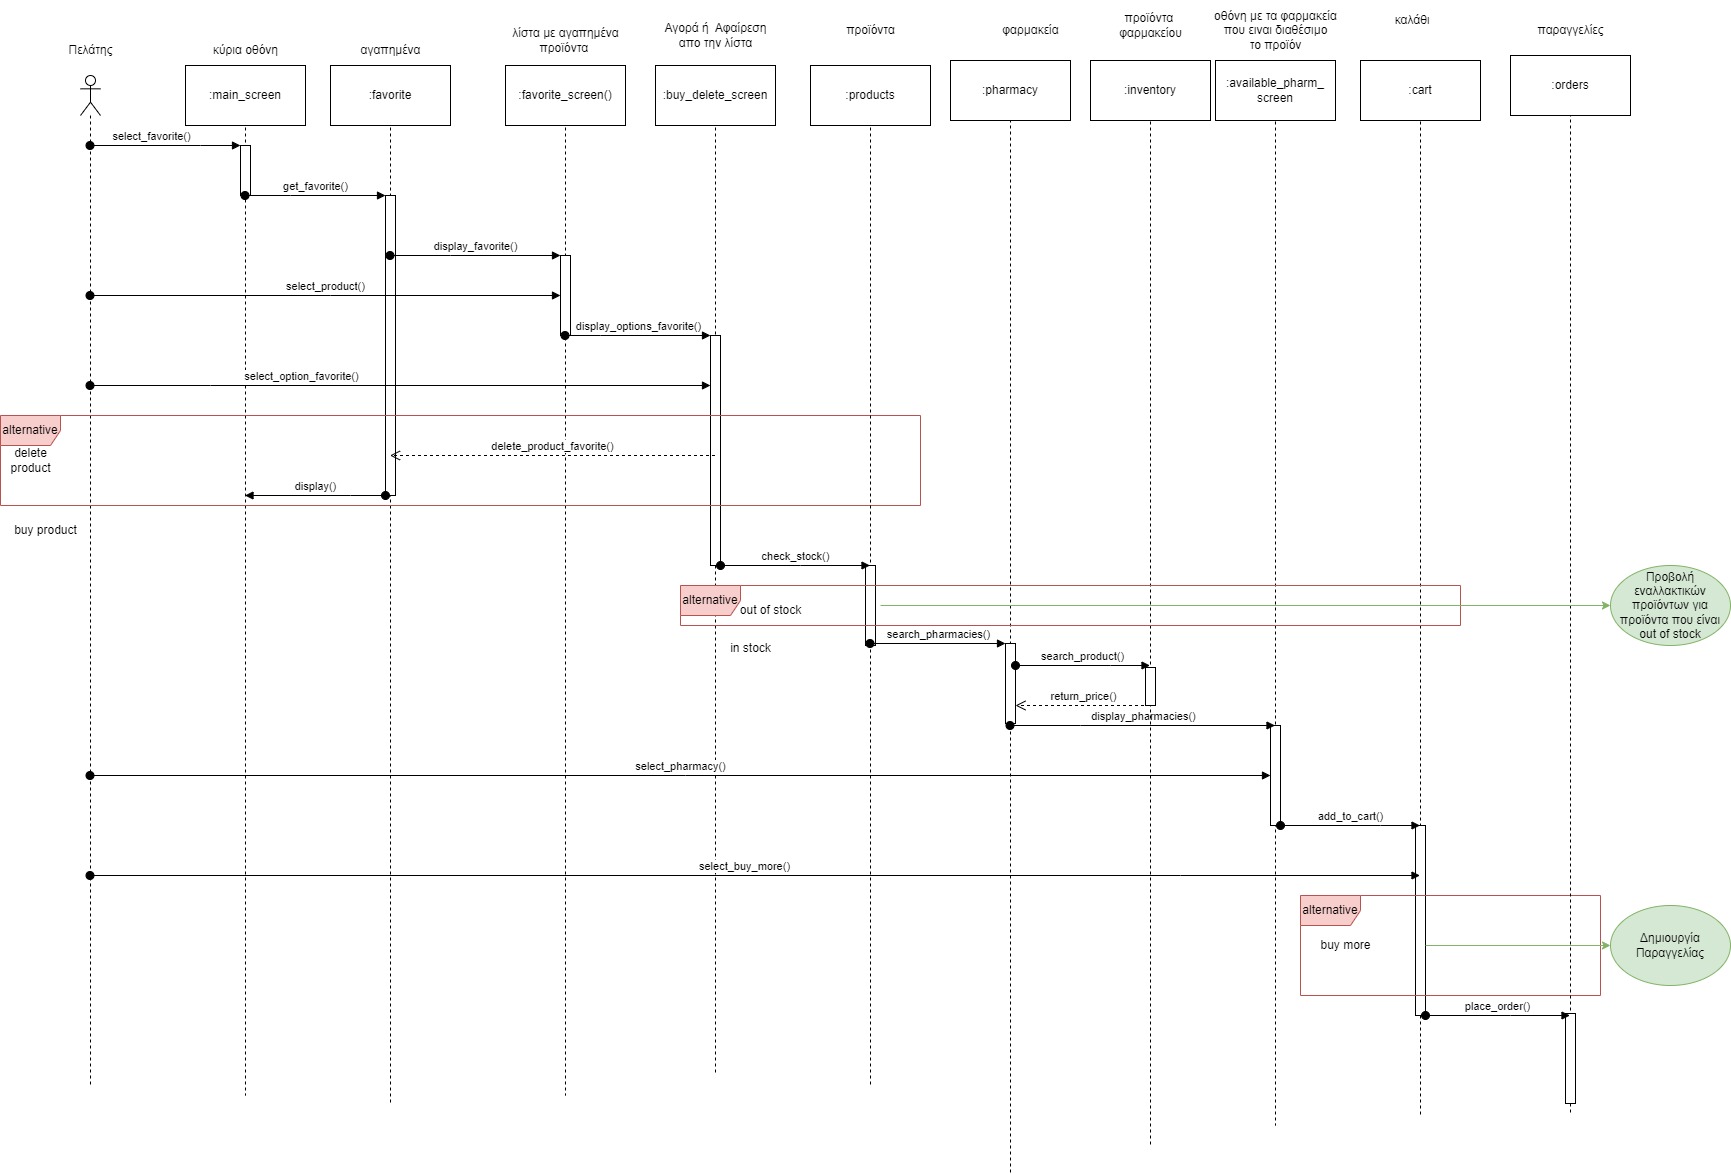 Πελάτης
κύρια οθόνη
αγαπημένα
λίστα με αγαπημένα
προϊόντα
Αγορά ή Αφαίρεση
απο την λίστα
προϊόντα
φαρμακεία
προϊόντα
φαρμακείου
οθόνη με τα φαρμακεία
που ειναι διαθέσιμο
το προϊόν
καλάθι
παραγγελίες
:main_screen
:favorite
:favorite_screen()
:buy_delete_screen
:products
:pharmacy
:inventory
:available_pharm_
screen
:cart
:orders
select_favorite()
get_favorite()
display_favorite()
select_product()
display_options_favorite()
select_option_favorite()
alternative
delete
product
delete_product_favorite()
display()
buy product
check_stock()
alternative
out of stock
Προβολή
εναλλακτικών
προϊόντων για
προϊόντα που είναι
out of stock
in stock
search_pharmacies()
search_product()
return_price()
display_pharmacies()
select_pharmacy()
add_to_cart()
select_buy_more()
alternative
buy more
Δημιουργία
Παραγγελίας
place_order()